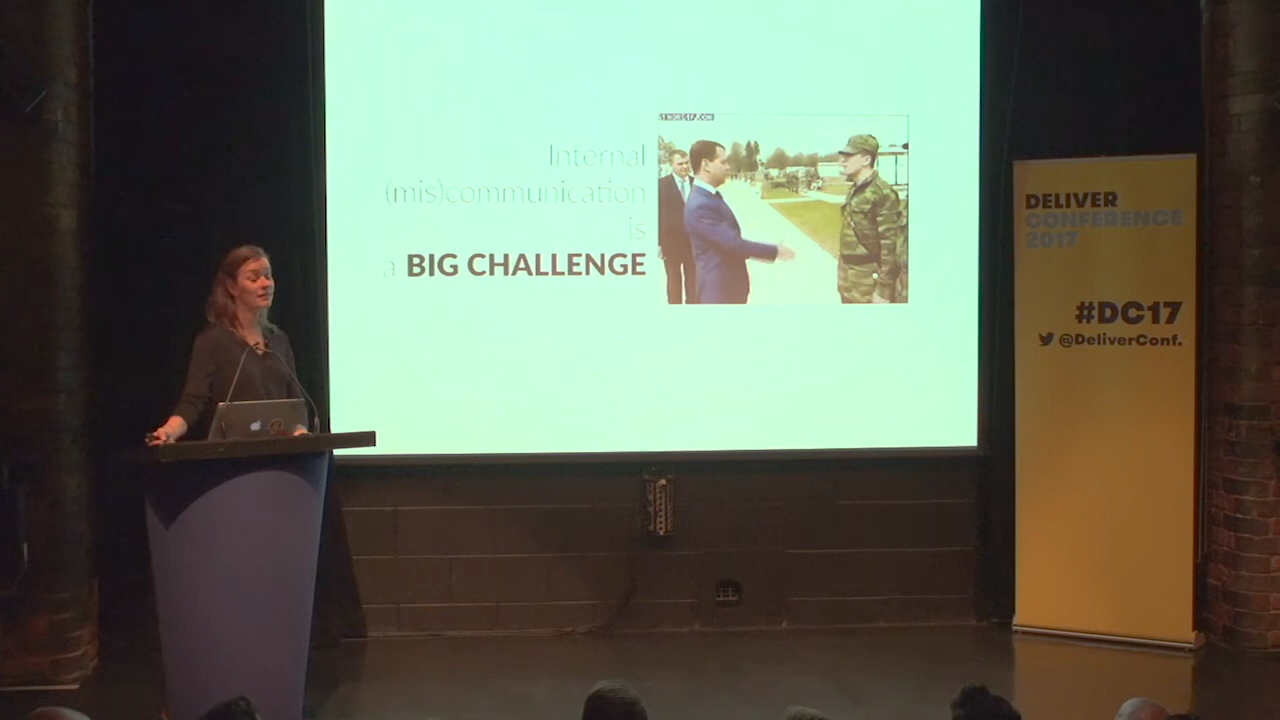 Internal
(mis)communication
is
a BIG CHALLENGE
DELIVER
CONFERENCE
2017
#DC17
@DeliverConf.